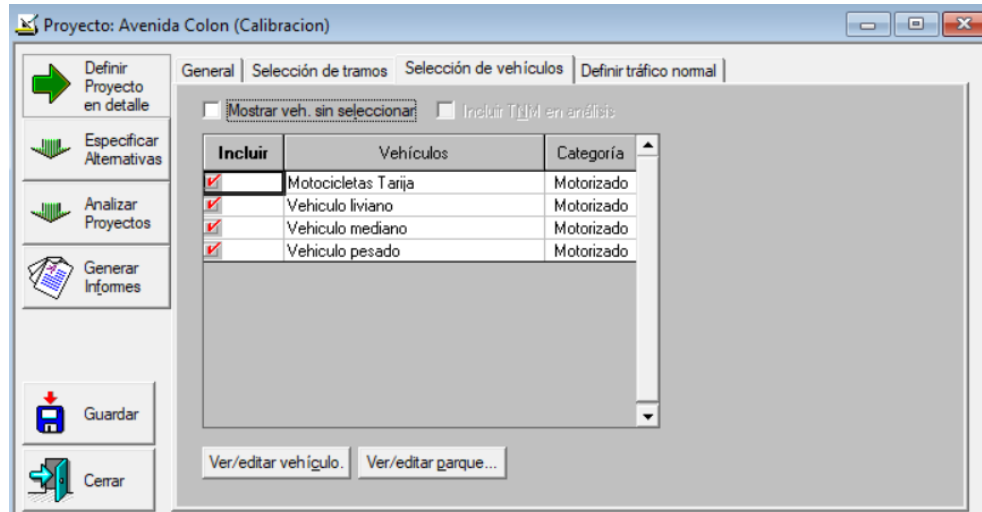 Proyecto: Avenida Colon (Calibracion)
Definir
Proyecto
en detalle
Especificar
Alternativas
Analizar
Proyectos
Generar
Informes
Guardar
Cerrar
General
Selección de tramos
Selección de vehículos
Definir tráfico normal
Mostrar veh. sin seleccionar
Incluir TNM en análisis
Incluir Vehículos Categoría
Motocicletas Tarija Motorizado
Vehiculo liviano Motorizado
Vehiculo mediano Motorizado
Vehiculo pesado Motorizado
Ver/editar vehículo.
Ver/editar parque...